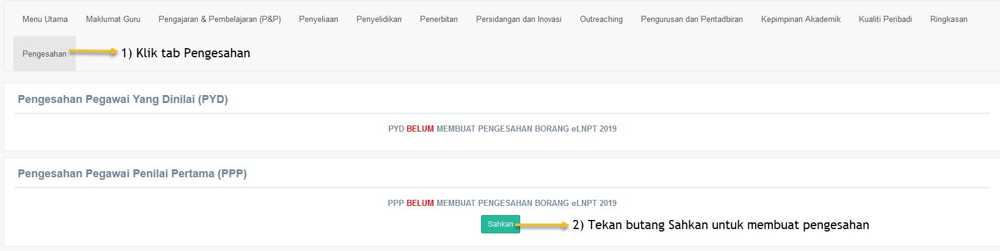 Menu Utama Maklumat Guru Pengajaran & Pembelajaran (P&P) Penyeliaan Penyelidikan Penerbitan Persidangan dan Inovasi Outreaching Pengurusan dan Pentadbiran Kepimpinan Akademik Kualiti Peribadi Ringkasan
Pengesahan 1) Klik tab Pengesahan
Pengesahan Pegawai Yang Dinilai (PYD)
PYD BELUM MEMBUAT PENGESAHAN BORANG eLNPT 2019
Pengesahan Pegawai Penilai Pertama (PPP)
PPP BELUM MEMBUAT PENGESAHAN BORANG eLNPT 2019
Sahkan 2) Tekan butang Sahkan untuk membuat pengesahan